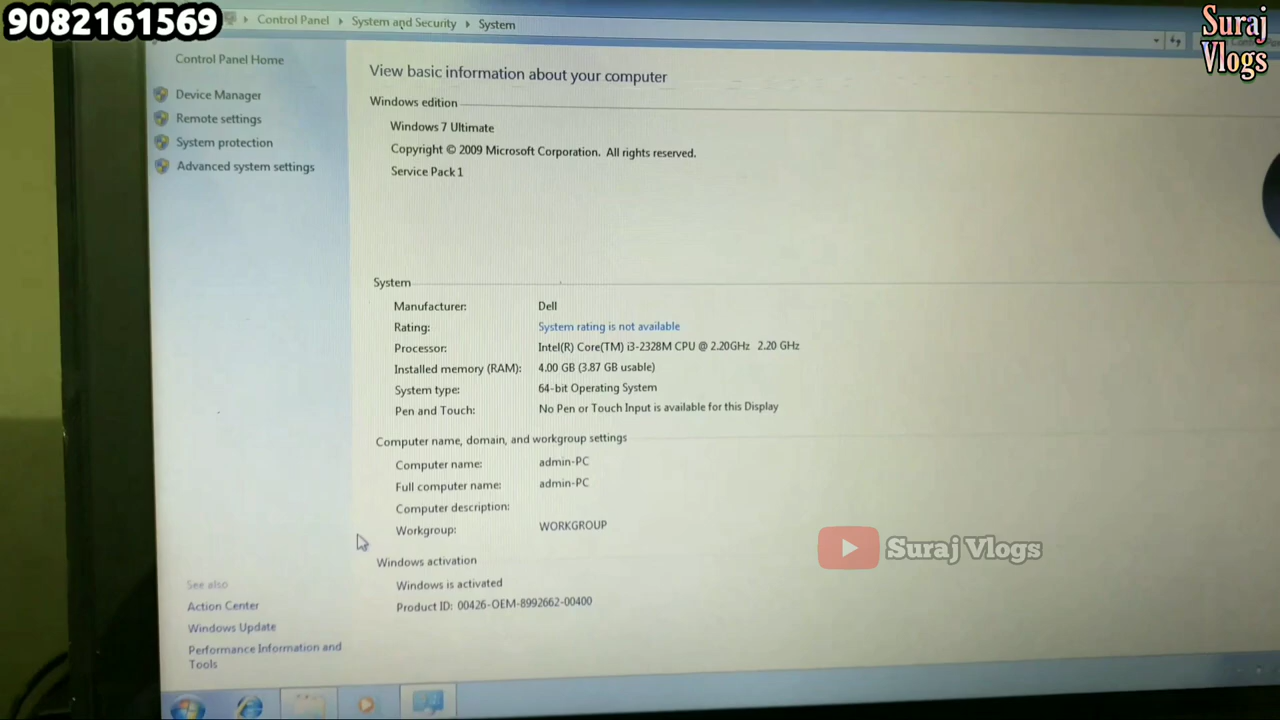 9082161569
Suraj
Vlogs
Control Panel
System and Security
System
Control Panel Home
Device Manager
Remote settings
System protection
Advanced system settings
View basic information about your computer
Windows edition
Windows 7 Ultimate
Copyright © 2009 Microsoft Corporation. All rights reserved.
Service Pack 1
System
Manufacturer: Dell
Rating: System rating is not available
Processor: Intel(R) Core(TM) i3-2328M CPU @ 2.20GHz 2.20 GHz
Installed memory (RAM): 4.00 GB (3.87 GB usable)
System type: 64-bit Operating System
Pen and Touch: No Pen or Touch Input is available for this Display
Computer name, domain, and workgroup settings
Computer name: admin-PC
Full computer name: admin-PC
Computer description:
Workgroup: WORKGROUP
Suraj Vlogs
Windows activation
Windows is activated
Product ID: 00426-OEM-8992662-00400
See also
Action Center
Windows Update
Performance Information and
Tools